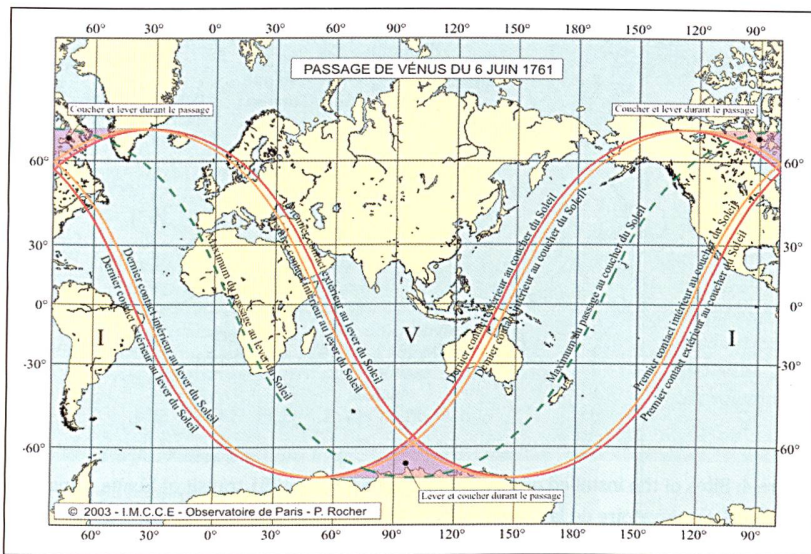 60° 30° 0° 30° 60° 90° 120° 150° 180° 150° 120° 90°
PASSAGE DE VÉNUS DU 6 JUIN 1761
Coucher et lever durant le passage
Coucher et lever durant le passage
60°
60°
30°
30°
0°
0°
-30°
-30°
-60°
-60°
I
V
I
Dernier contact intérieur au lever du Soleil
Dernier contact extérieur au lever du Soleil
Maximum du passage au lever du Soleil
Premier contact extérieur au lever du Soleil
Premier contact intérieur au lever du Soleil
Dernier contact extérieur au coucher du Soleil
Dernier contact intérieur au coucher du Soleil
Maximum du passage au coucher du Soleil
Premier contact intérieur au coucher du Soleil
Premier contact extérieur au coucher du Soleil
Lever et coucher durant le passage
© 2003 - I.M.C.C.E - Observatoire de Paris - P. Rocher
60° 30° 0° 30° 60° 90° 120° 150° 180° 150° 120° 90°